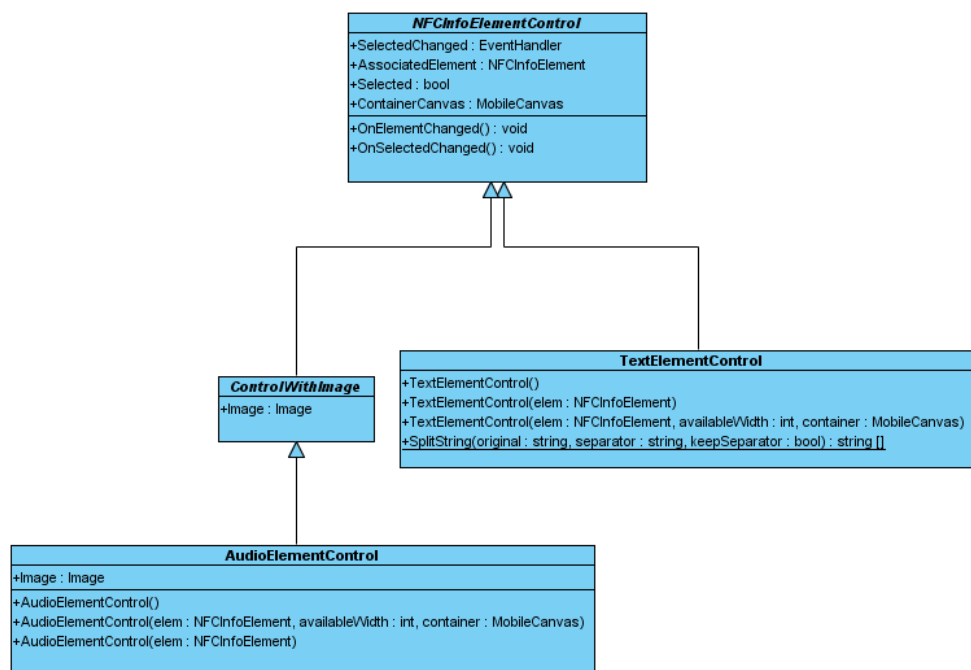 NFCInfoElementControl
+SelectedChanged : EventHandler
+AssociatedElement : NFCInfoElement
+Selected : bool
+ContainerCanvas : MobileCanvas
+OnElementChanged() : void
+OnSelectedChanged() : void
ControlWithImage
+Image : Image
TextElementControl
+TextElementControl()
+TextElementControl(elem : NFCInfoElement)
+TextElementControl(elem : NFCInfoElement, availableWidth : int, container : MobileCanvas)
+SplitString(original : string, separator : string, keepSeparator : bool) : string []
AudioElementControl
+Image : Image
+AudioElementControl()
+AudioElementControl(elem : NFCInfoElement, availableWidth : int, container : MobileCanvas)
+AudioElementControl(elem : NFCInfoElement)